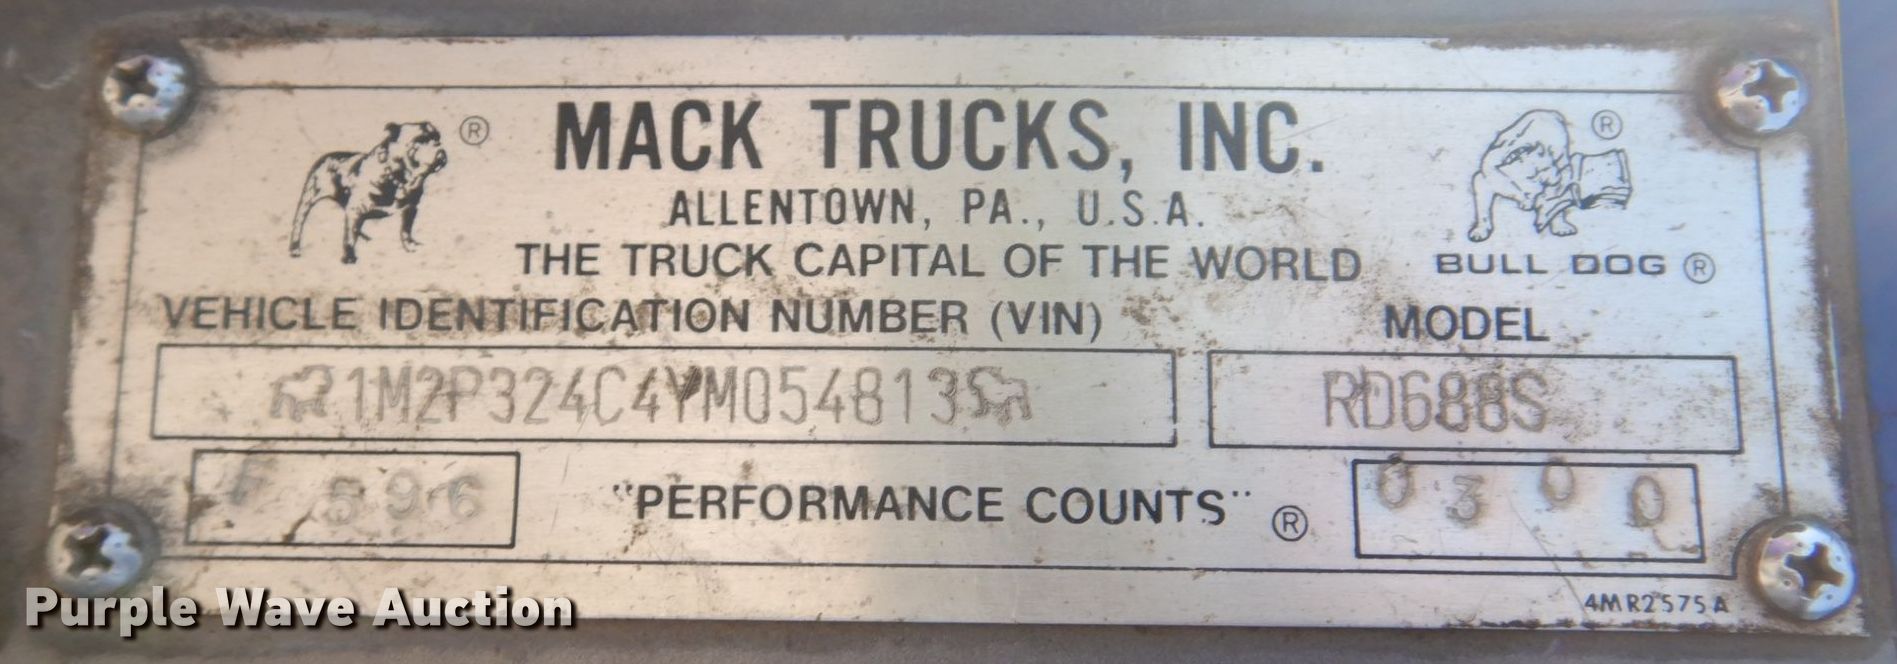 ®
MACK TRUCKS, INC.
®
ALLENTOWN, PA., U.S.A.
THE TRUCK CAPITAL OF THE WORLD
BULL DOG ®
VEHICLE IDENTIFICATION NUMBER (VIN)
MODEL
1M2P324C4YM054813
RD688S
F 596
"PERFORMANCE COUNTS" ®
0300
4MR2575A
Purple Wave Auction